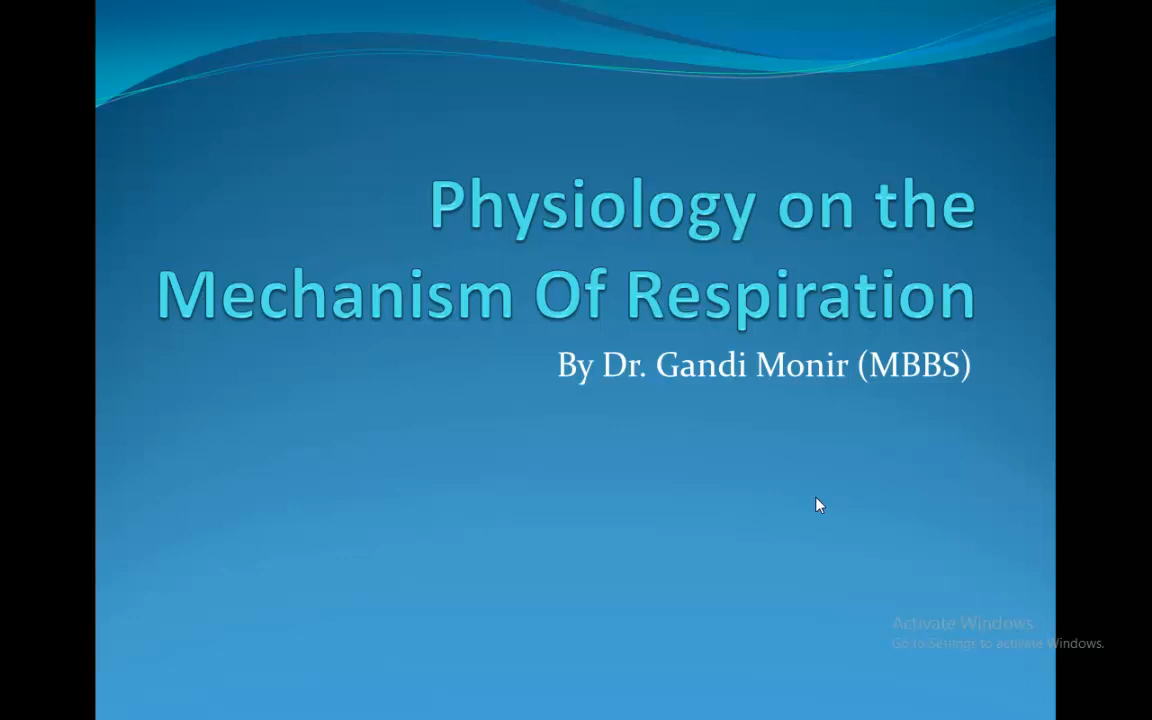 Physiology on the
Mechanism Of Respiration
By Dr. Gandi Monir (MBBS)
Activate Windows
Go to Settings to activate Windows.